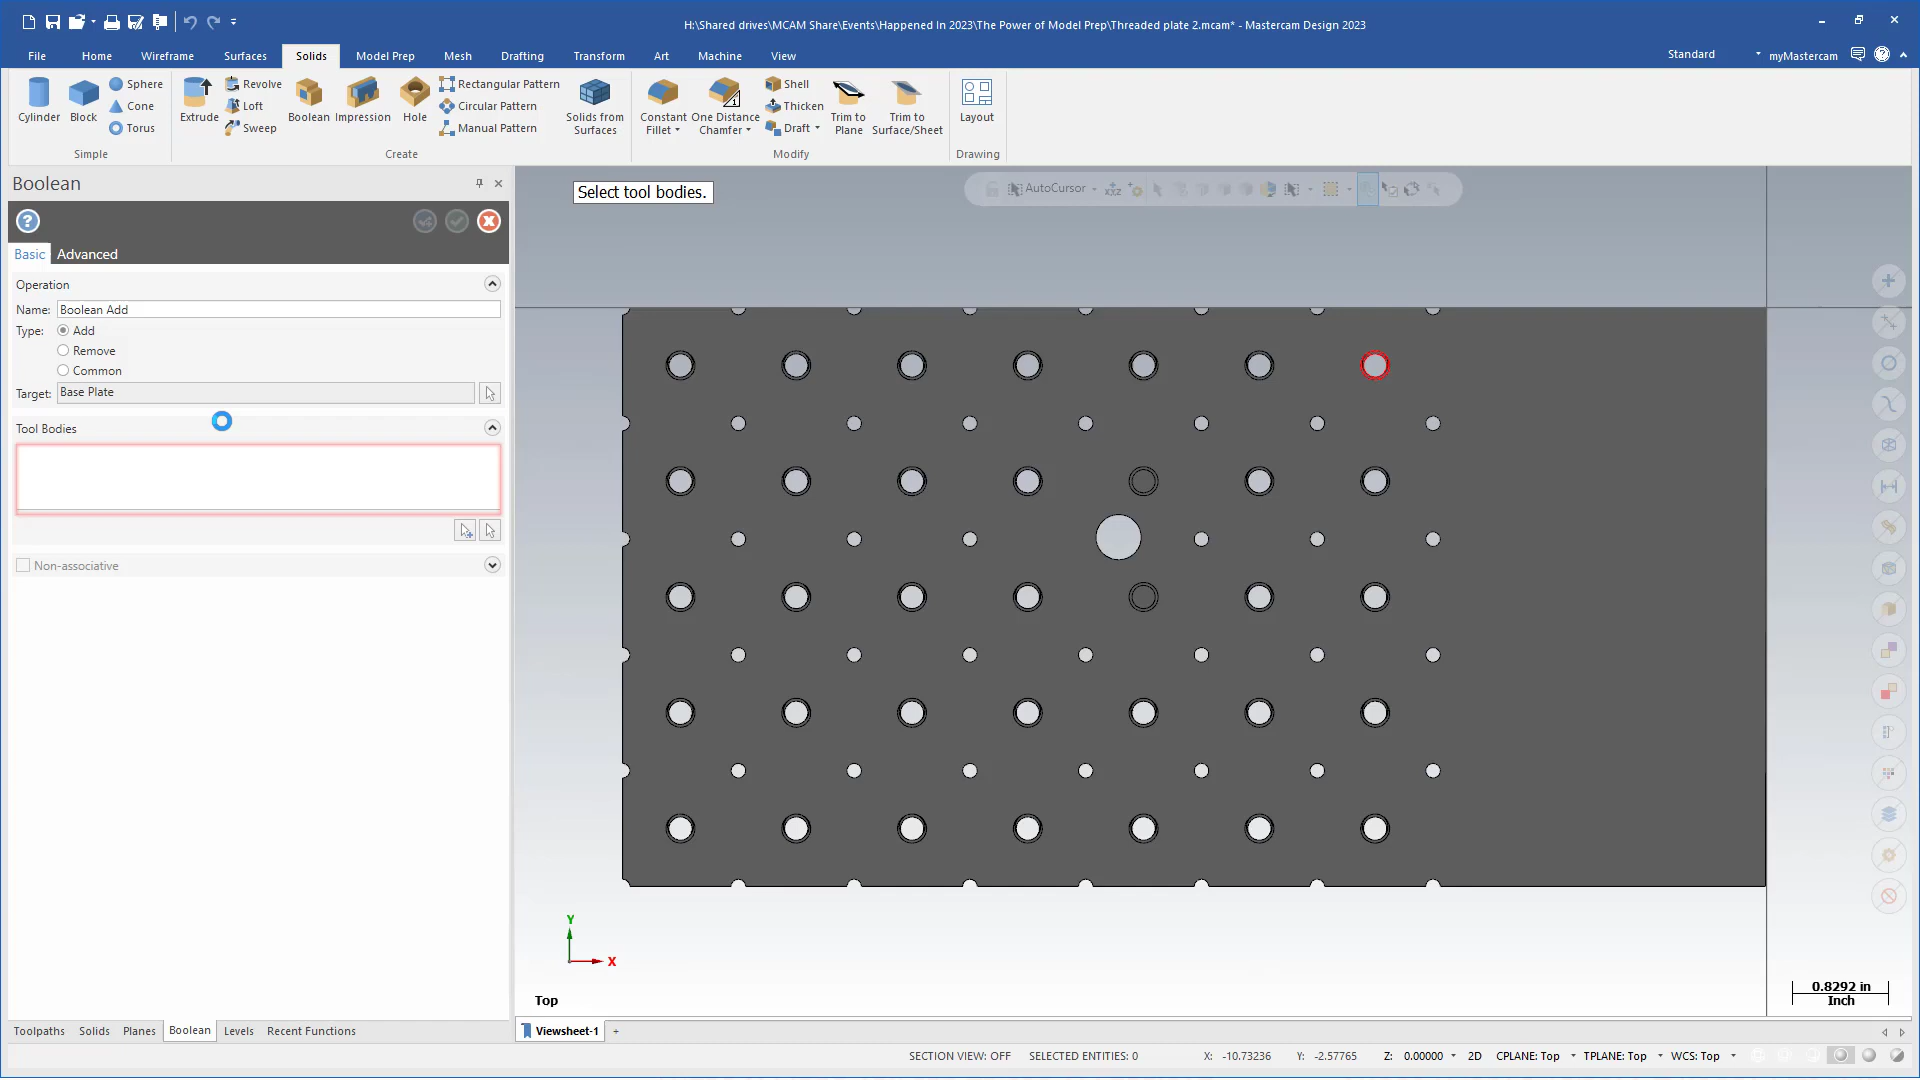 H:\Shared drives\MCAM Share\Events\Happened In 2023\The Power of Model Prep\Threaded plate 2.mcam* - Mastercam Design 2023
File Home Wireframe Surfaces Solids Model Prep Mesh Drafting Transform Art Machine View Standard myMastercam
Cylinder Block Sphere Cone Torus
Simple
Extrude Revolve Loft Sweep Boolean Impression Hole Rectangular Pattern Circular Pattern Manual Pattern Solids from Surfaces
Create
Constant Fillet One Distance Chamfer Shell Thicken Draft Trim to Plane Trim to Surface/Sheet
Modify
Layout
Drawing
Boolean
Basic Advanced
Operation
Name: Boolean Add
Type: Add
Remove
Common
Target: Base Plate
Tool Bodies
Non-associative
Select tool bodies.
AutoCursor
Y
X
Top
0.8292 in
Inch
Toolpaths Solids Planes Boolean Levels Recent Functions
Viewsheet-1 +
SECTION VIEW: OFF SELECTED ENTITIES: 0 X: -10.73236 Y: -2.57765 Z: 0.00000 2D CPLANE: Top TPLANE: Top WCS: Top